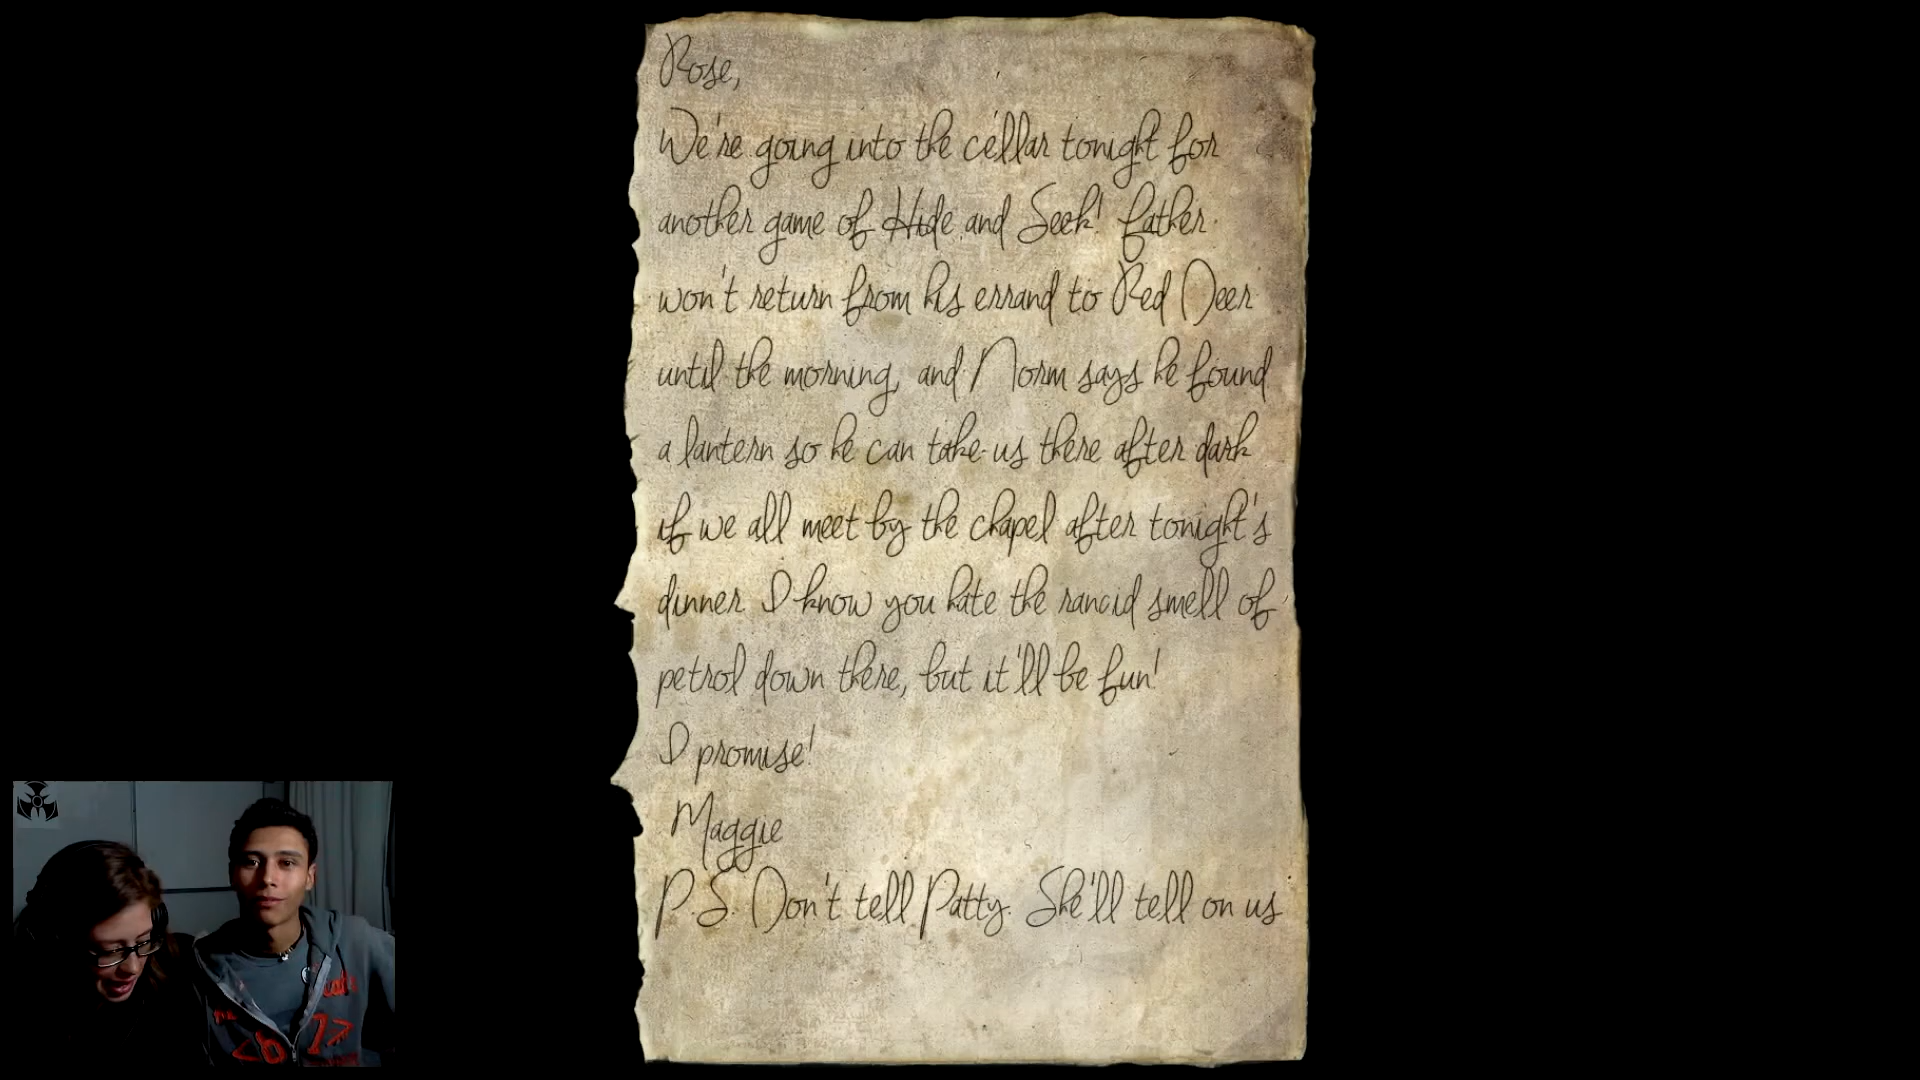 Rose,
We're going into the cellar tonight for
another game of Hide and Seek! Father
won't return from his errand to Red Deer
until the morning, and Norm says he found
a lantern so he can take us there after dark
if we all meet by the chapel after tonight's
dinner. I know you hate the rancid smell of
petrol down there, but it'll be fun!
I promise!
Maggie
P.S. Don't tell Patty. She'll tell on us